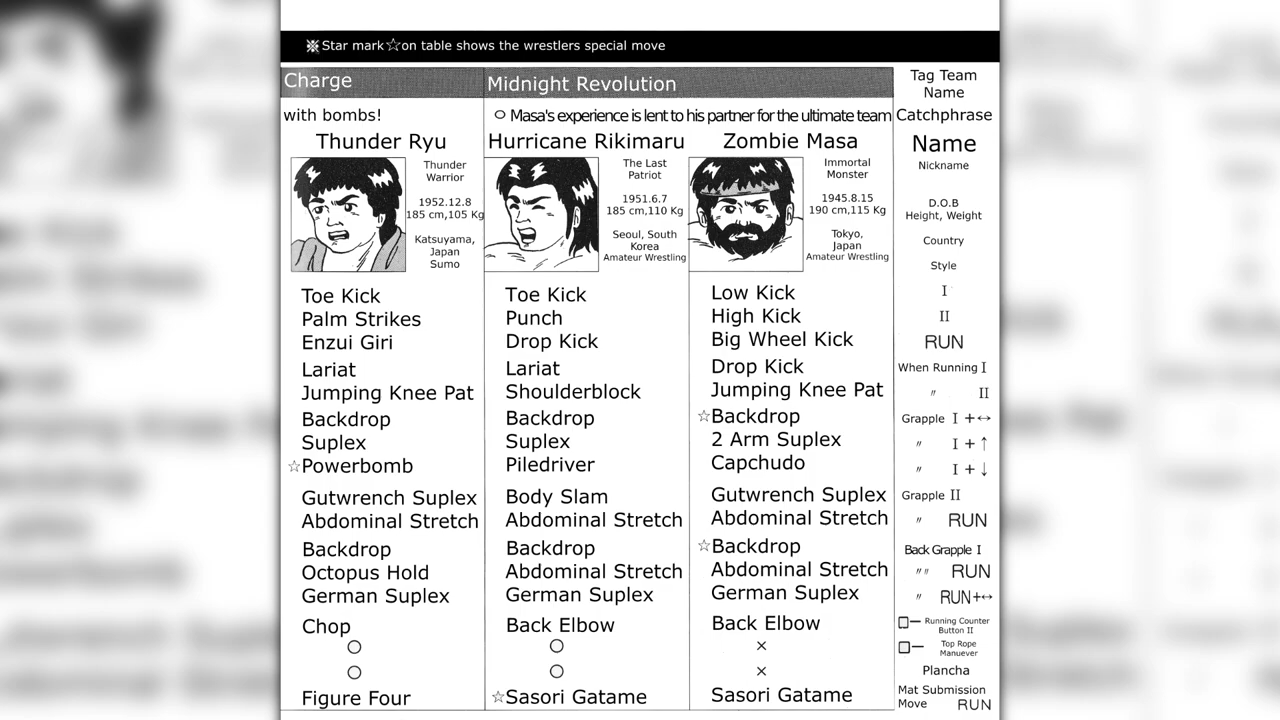 ※ Star mark☆on table shows the wrestlers special move
Charge
with bombs!
Thunder Ryu
Thunder
Warrior
1952.12.8
185 cm,105 Kg
Katsuyama,
Japan
Sumo
Toe Kick
Palm Strikes
Enzui Giri
Lariat
Jumping Knee Pat
Backdrop
Suplex
☆Powerbomb
Gutwrench Suplex
Abdominal Stretch
Backdrop
Octopus Hold
German Suplex
Chop
○
○
Figure Four
Midnight Revolution
○ Masa's experience is lent to his partner for the ultimate team
Hurricane Rikimaru
The Last
Patriot
1951.6.7
185 cm,110 Kg
Seoul, South
Korea
Amateur Wrestling
Toe Kick
Punch
Drop Kick
Lariat
Shoulderblock
Backdrop
Suplex
Piledriver
Body Slam
Abdominal Stretch
Backdrop
Abdominal Stretch
German Suplex
Back Elbow
○
○
☆Sasori Gatame
Zombie Masa
Immortal
Monster
1945.8.15
190 cm,115 Kg
Tokyo,
Japan
Amateur Wrestling
Low Kick
High Kick
Big Wheel Kick
Drop Kick
Jumping Knee Pat
☆Backdrop
2 Arm Suplex
Capchudo
Gutwrench Suplex
Abdominal Stretch
☆Backdrop
Abdominal Stretch
German Suplex
Back Elbow
×
×
Sasori Gatame
Tag Team
Name
Catchphrase
Name
Nickname
D.O.B
Height, Weight
Country
Style
I
II
RUN
When Running I
〃 II
Grapple I +↔
〃 I +↑
〃 I +↓
Grapple II
〃 RUN
Back Grapple I
〃〃 RUN
〃 RUN+↔
Running Counter
Button II
Top Rope
Manuever
Plancha
Mat Submission
Move RUN